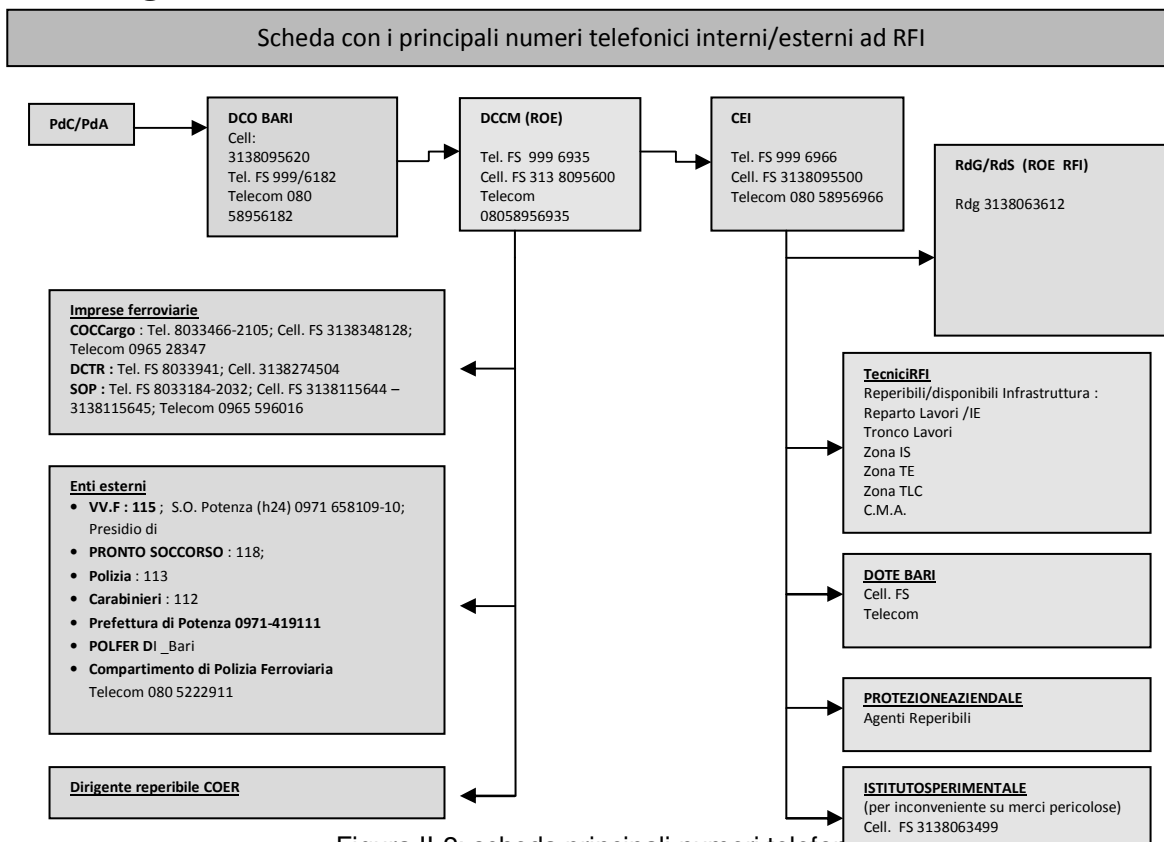 Scheda con i principali numeri telefonici interni/esterni ad RFI
PdC/PdA
DCO BARI
Cell:
3138095620
Tel. FS 999/6182
Telecom 080
58956182
DCCM (ROE)
Tel. FS 999 6935
Cell. FS 313 8095600
Telecom
08058956935
CEI
Tel. FS 999 6966
Cell. FS 3138095500
Telecom 080 58956966
RdG/RdS (ROE RFI)
Rdg 3138063612
Imprese ferroviarie
COCCargo : Tel. 8033466-2105; Cell. FS 3138348128;
Telecom 0965 28347
DCTR : Tel. FS 8033941; Cell. 3138274504
SOP : Tel. FS 8033184-2032; Cell. FS 3138115644 –
3138115645; Telecom 0965 596016
Enti esterni
• VV.F : 115 ; S.O. Potenza (h24) 0971 658109-10;
Presidio di
• PRONTO SOCCORSO : 118;
• Polizia : 113
• Carabinieri : 112
• Prefettura di Potenza 0971-419111
• POLFER DI _Bari
• Compartimento di Polizia Ferroviaria
Telecom 080 5222911
Dirigente reperibile COER
TecniciRFI
Reperibili/disponibili Infrastruttura :
Reparto Lavori /IE
Tronco Lavori
Zona IS
Zona TE
Zona TLC
C.M.A.
DOTE BARI
Cell. FS
Telecom
PROTEZIONEAZIENDALE
Agenti Reperibili
ISTITUTOSPERIMENTALE
(per inconveniente su merci pericolose)
Cell. FS 3138063499
scheda principali numeri